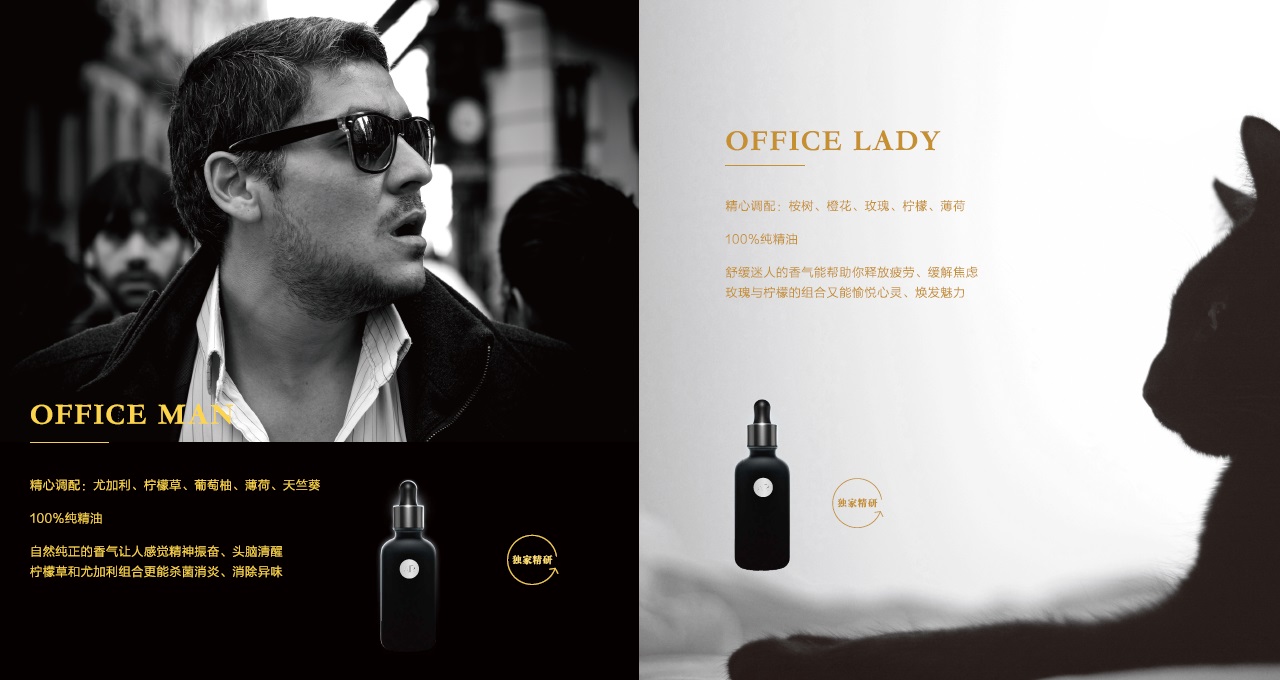 OFFICE MAN
精心调配：尤加利、柠檬草、葡萄柚、薄荷、天竺葵
100%纯精油
自然纯正的香气让人感觉精神振奋、头脑清醒
柠檬草和尤加利组合更能杀菌消炎、消除异味
独家精研
OFFICE LADY
精心调配：桉树、橙花、玫瑰、柠檬、薄荷
100%纯精油
舒缓迷人的香气能帮助你释放疲劳、缓解焦虑
玫瑰与柠檬的组合又能愉悦心灵、焕发魅力
独家精研